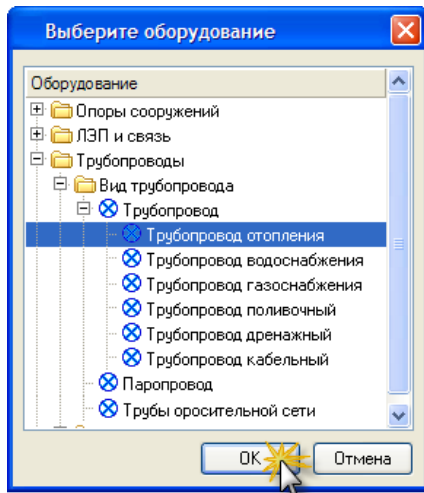 Выберите оборудование
Оборудование
Опоры сооружений
ЛЭП и связь
Трубопроводы
Вид трубопровода
Трубопровод
Трубопровод отопления
Трубопровод водоснабжения
Трубопровод газоснабжения
Трубопровод поливочный
Трубопровод дренажный
Трубопровод кабельный
Паропровод
Трубы оросительной сети
ОК Отмена